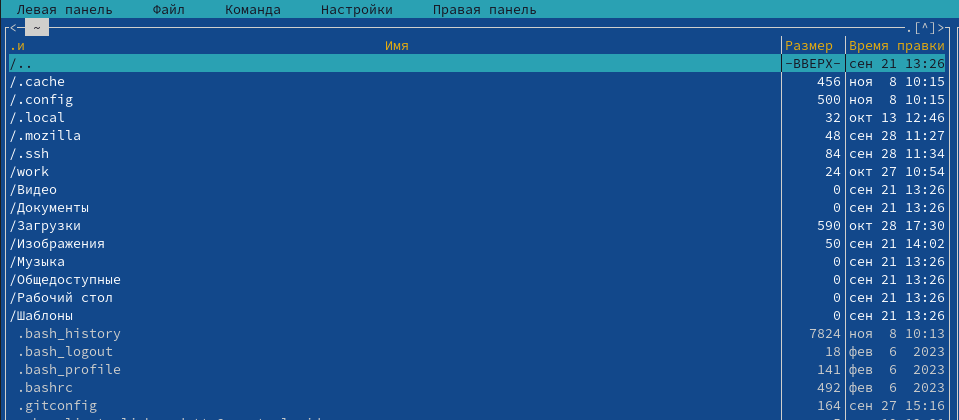 Левая панель Файл Команда Настройки Правая панель
<- ~ .[^]>
.и Имя Размер Время правки
/.. -ВВЕРХ- сен 21 13:26
/.cache 456 ноя 8 10:15
/.config 500 ноя 8 10:15
/.local 32 окт 13 12:46
/.mozilla 48 сен 28 11:27
/.ssh 84 сен 28 11:34
/work 24 окт 27 10:54
/Видео 0 сен 21 13:26
/Документы 0 сен 21 13:26
/Загрузки 590 окт 28 17:30
/Изображения 50 сен 21 14:02
/Музыка 0 сен 21 13:26
/Общедоступные 0 сен 21 13:26
/Рабочий стол 0 сен 21 13:26
/Шаблоны 0 сен 21 13:26
.bash_history 7824 ноя 8 10:13
.bash_logout 18 фев 6 2023
.bash_profile 141 фев 6 2023
.bashrc 492 фев 6 2023
.gitconfig 164 сен 27 15:16